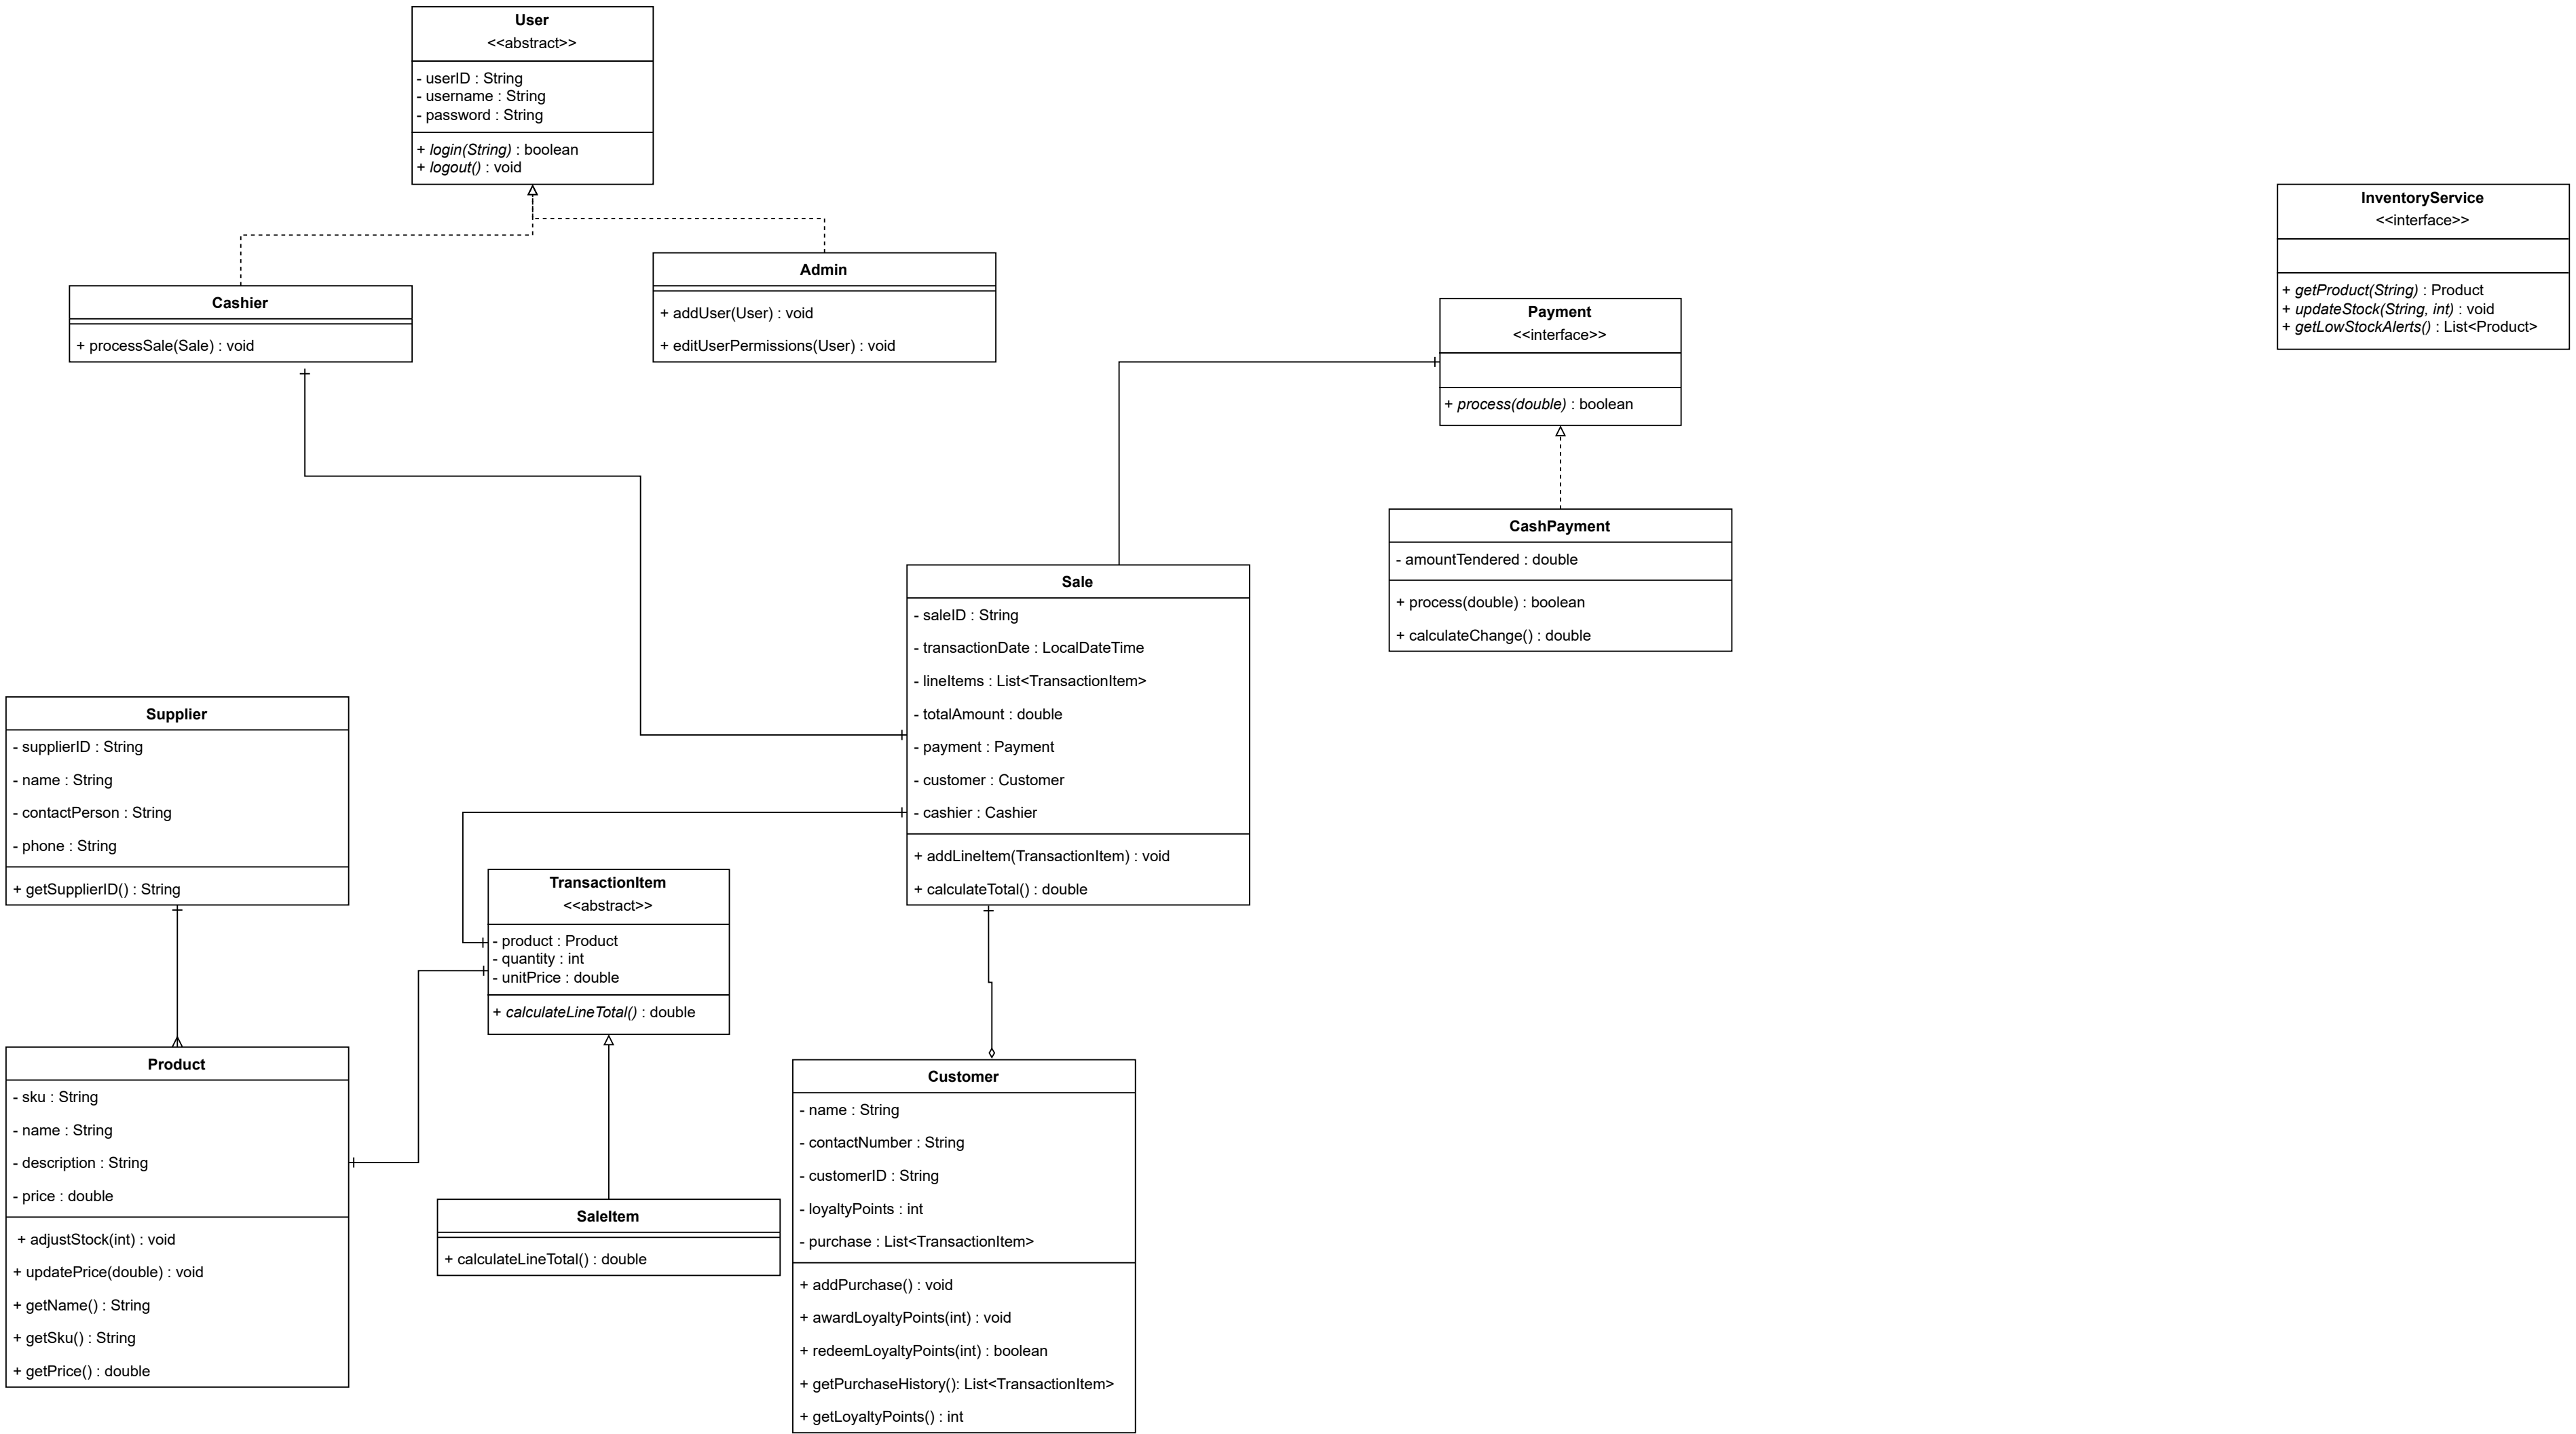 User
<<abstract>>
- userID : String
- username : String
- password : String
+ login(String) : boolean
+ logout() : void
InventoryService
<<interface>>
+ getProduct(String) : Product
+ updateStock(String, int) : void
+ getLowStockAlerts() : List<Product>
Cashier
+ processSale(Sale) : void
Admin
+ addUser(User) : void
+ editUserPermissions(User) : void
Payment
<<interface>>
+ process(double) : boolean
CashPayment
- amountTendered : double
+ process(double) : boolean
+ calculateChange() : double
Sale
- saleID : String
- transactionDate : LocalDateTime
- lineItems : List<TransactionItem>
- totalAmount : double
- payment : Payment
- customer : Customer
- cashier : Cashier
+ addLineItem(TransactionItem) : void
+ calculateTotal() : double
Supplier
- supplierID : String
- name : String
- contactPerson : String
- phone : String
+ getSupplierID() : String
TransactionItem
<<abstract>>
- product : Product
- quantity : int
- unitPrice : double
+ calculateLineTotal() : double
Product
- sku : String
- name : String
- description : String
- price : double
+ adjustStock(int) : void
+ updatePrice(double) : void
+ getName() : String
+ getSku() : String
+ getPrice() : double
SaleItem
+ calculateLineTotal() : double
Customer
- name : String
- contactNumber : String
- customerID : String
- loyaltyPoints : int
- purchase : List<TransactionItem>
+ addPurchase() : void
+ awardLoyaltyPoints(int) : void
+ redeemLoyaltyPoints(int) : boolean
+ getPurchaseHistory(): List<TransactionItem>
+ getLoyaltyPoints() : int